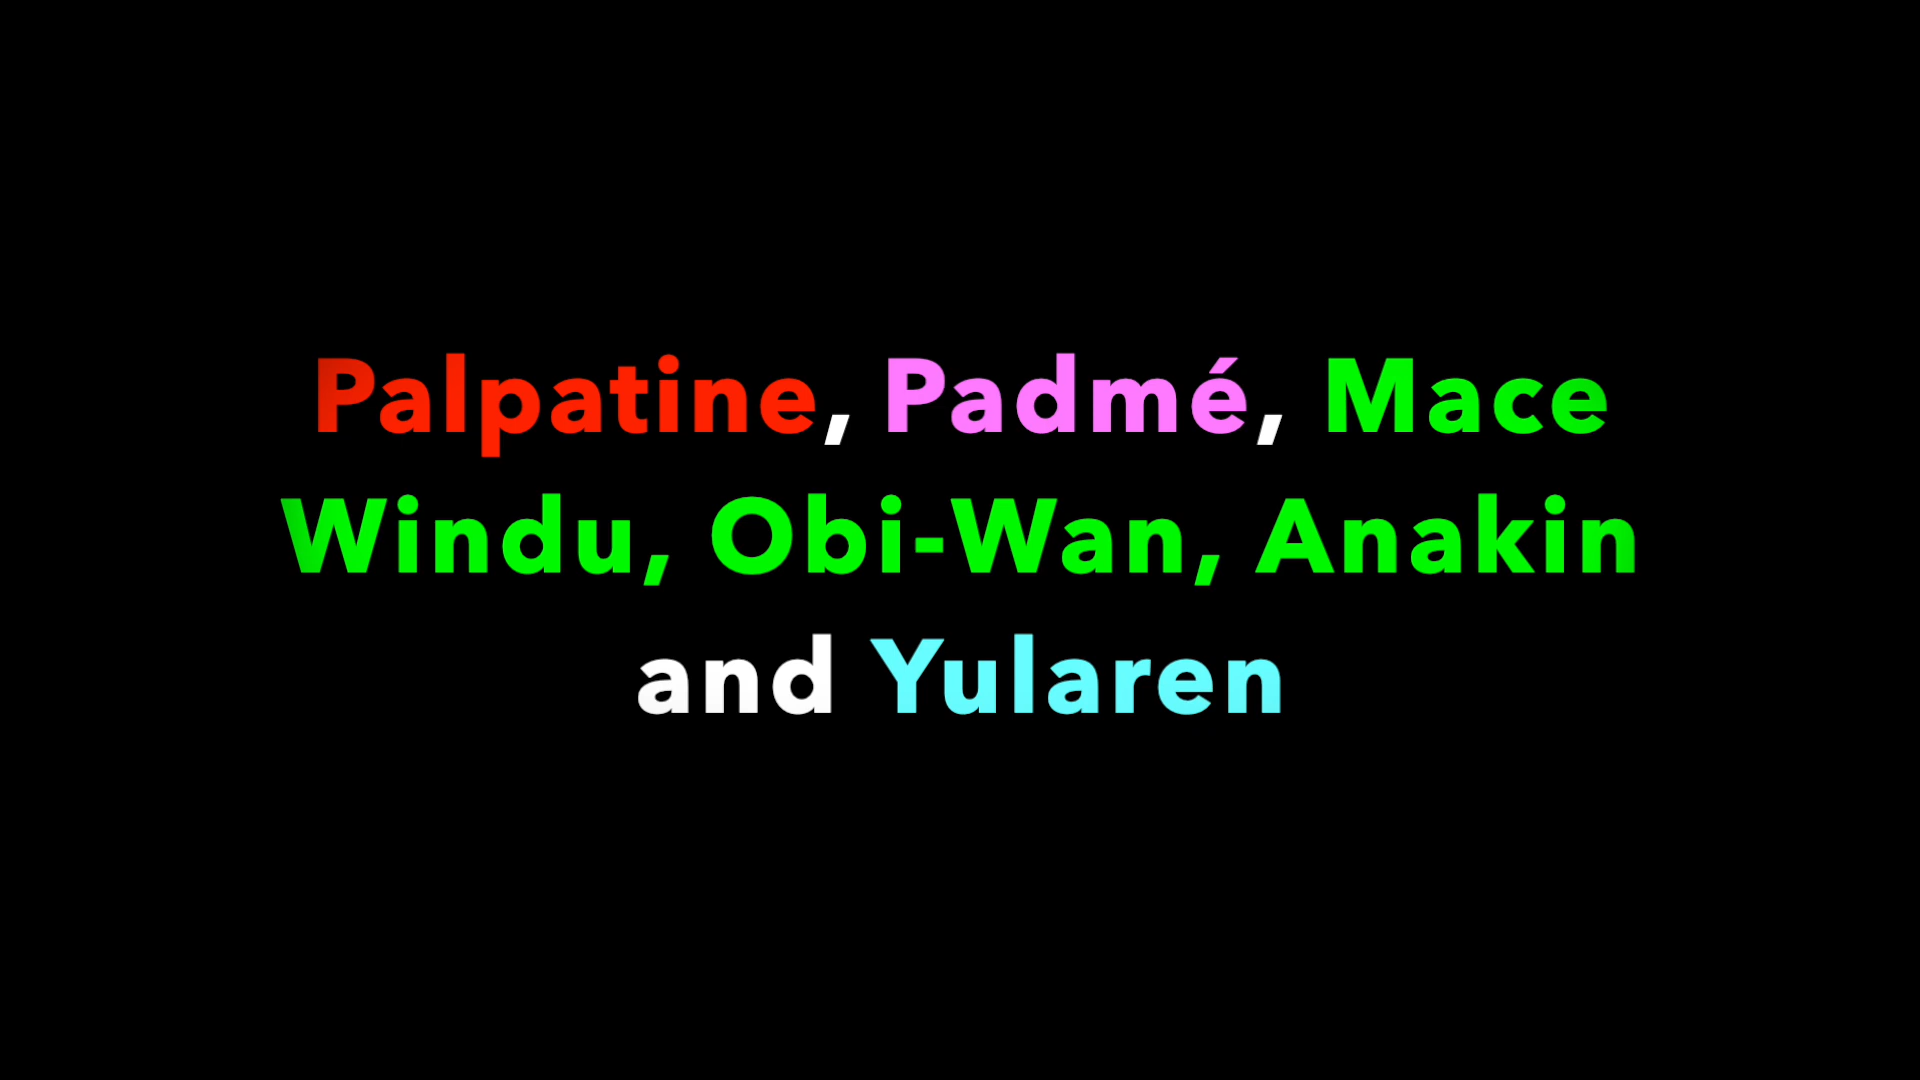 Palpatine, Padmé, Mace
Windu, Obi-Wan, Anakin
and Yularen